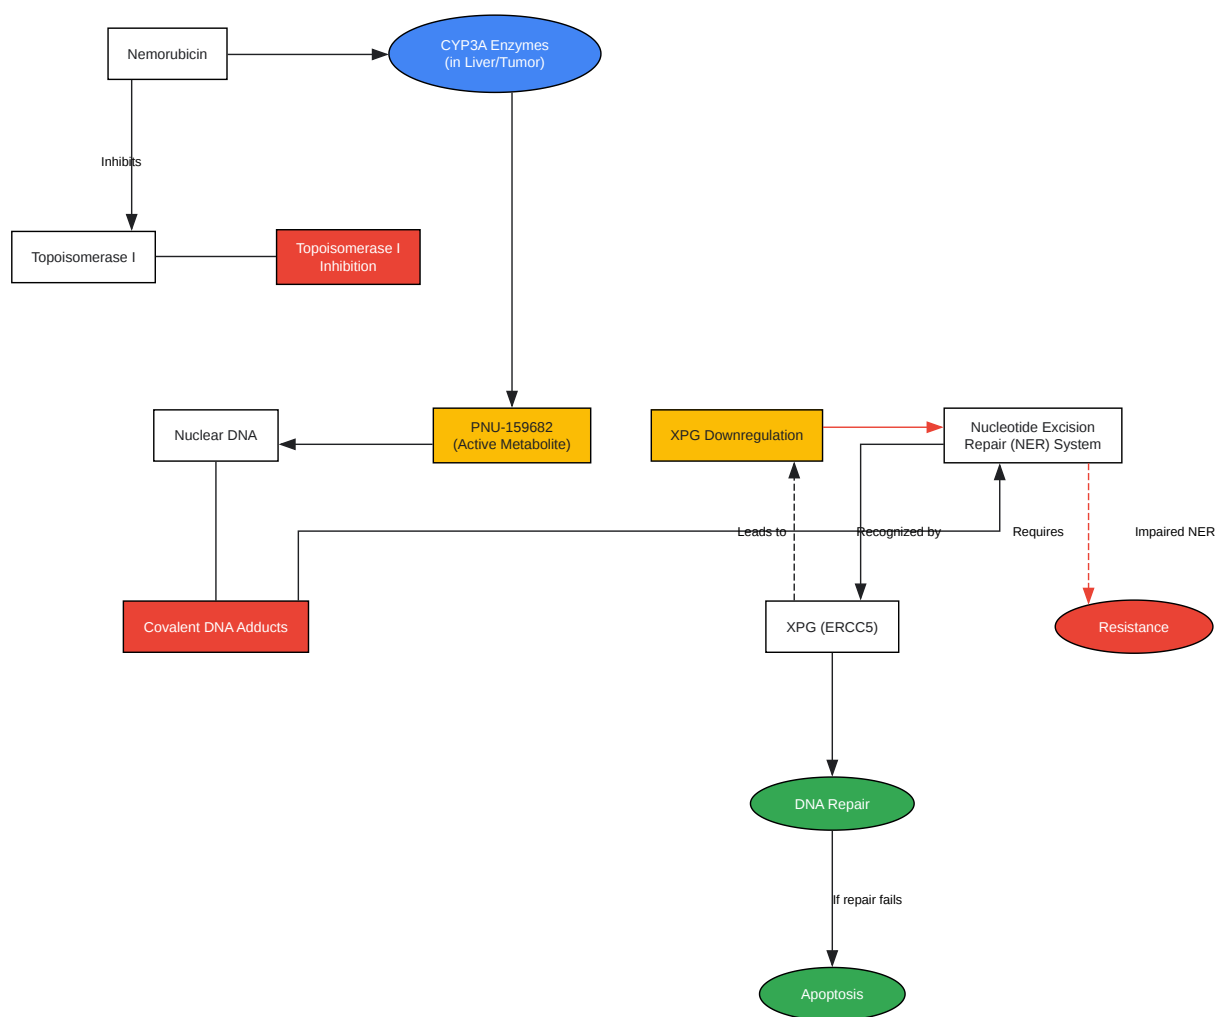 Nemorubicin
CYP3A Enzymes
(in Liver/Tumor)
Inhibits
Topoisomerase I
Topoisomerase I
Inhibition
Nuclear DNA
PNU-159682
(Active Metabolite)
XPG Downregulation
Nucleotide Excision
Repair (NER) System
Leads to
Recognized by
Requires
Impaired NER
Covalent DNA Adducts
XPG (ERCC5)
Resistance
DNA Repair
If repair fails
Apoptosis